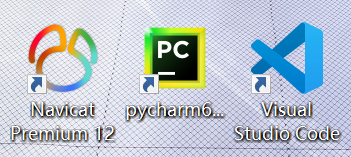 PC
Navicat
Premium 12
pycharm6...
Visual
Studio Code